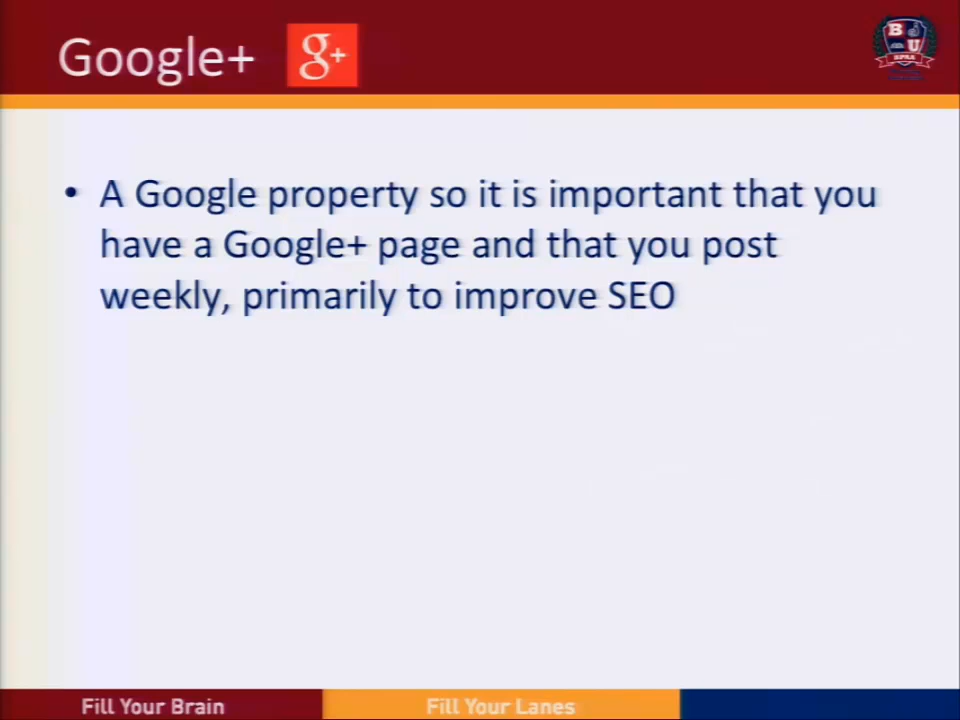 Google+ g+
B U
• A Google property so it is important that you
have a Google+ page and that you post
weekly, primarily to improve SEO
Fill Your Brain
Fill Your Lanes